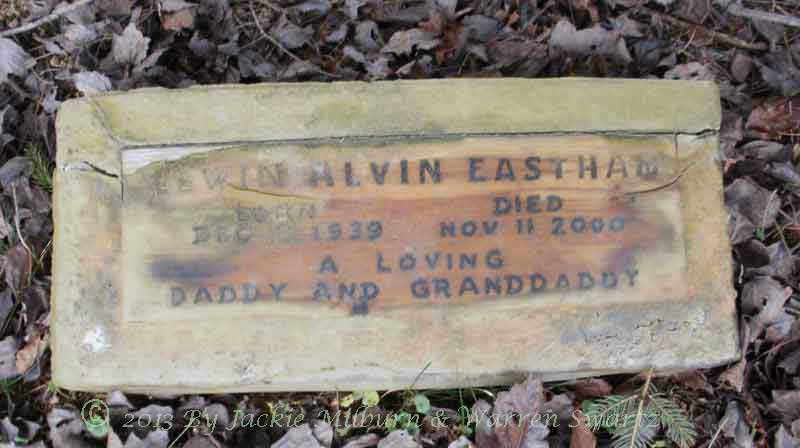 LEWIN ALVIN EASTHAM
BORN DIED
DEC 1939 NOV 11 2000
A LOVING
DADDY AND GRANDDADDY
© 2013 By Jackie Milburn & Warren Swartz